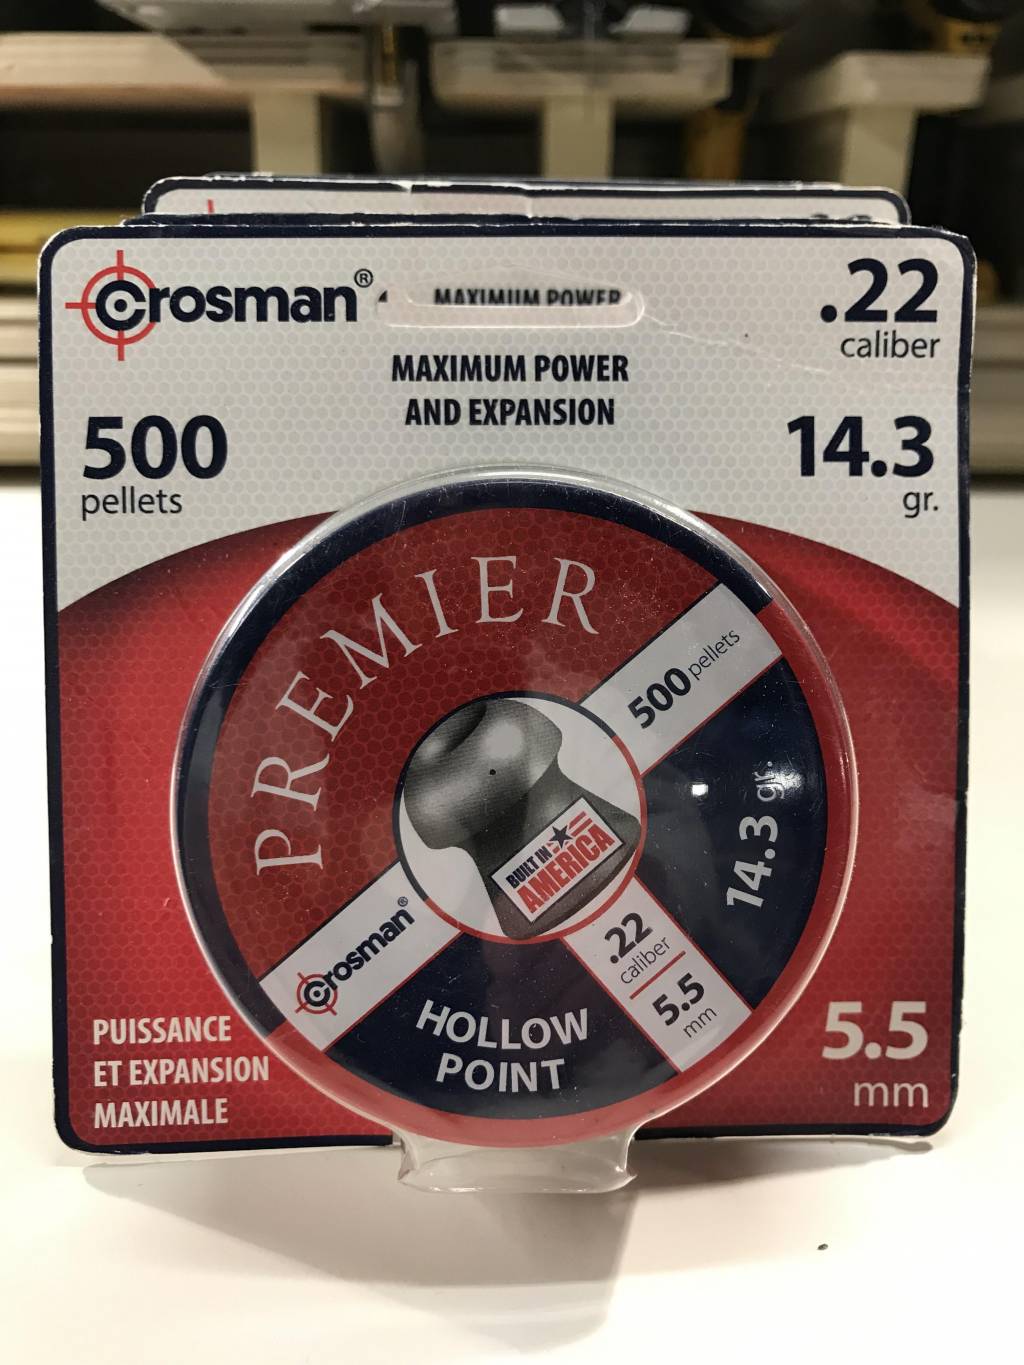 Crosman®
MAXIMUM POWER
.22
caliber
MAXIMUM POWER
AND EXPANSION
500
pellets
14.3
gr.
PREMIER
500 pellets
14.3 gr.
BUILT IN
AMERICA
Crosman®
.22
caliber
5.5
mm
HOLLOW
POINT
PUISSANCE
ET EXPANSION
MAXIMALE
5.5
mm